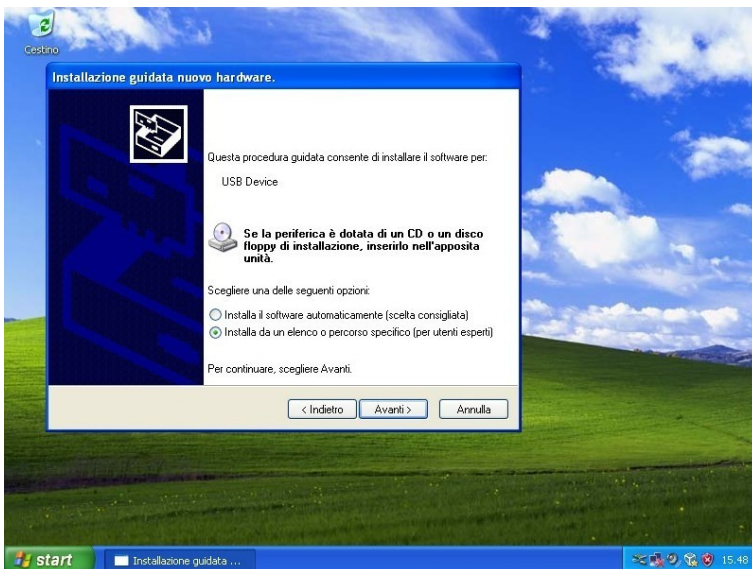 Cestino
Installazione guidata nuovo hardware.
Questa procedura guidata consente di installare il software per:
USB Device
Se la periferica è dotata di un CD o un disco
floppy di installazione, inserirlo nell'apposita
unità.
Scegliere una delle seguenti opzioni:
Installa il software automaticamente (scelta consigliata)
Installa da un elenco o percorso specifico (per utenti esperti)
Per continuare, scegliere Avanti.
< Indietro
Avanti >
Annulla
start
Installazione guidata ...
15.48